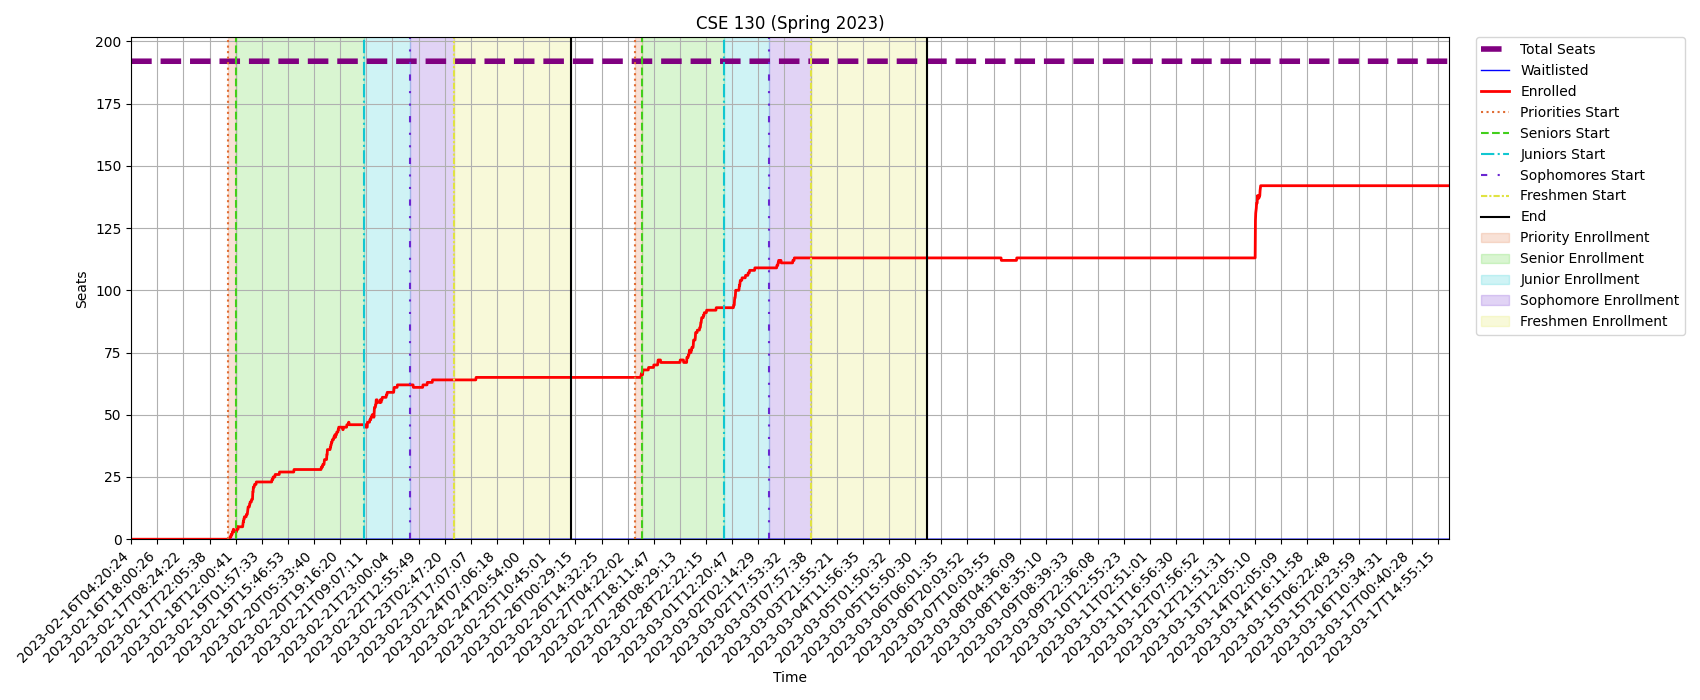 CSE 130 (Spring 2023)
200
175
150
125
100
75
50
25
0
Seats
2023-02-16T04:20:24
2023-02-16T18:00:26
2023-02-17T08:24:22
2023-02-17T22:05:38
2023-02-18T12:00:41
2023-02-19T01:57:33
2023-02-19T15:46:53
2023-02-20T05:33:40
2023-02-20T19:16:20
2023-02-21T09:07:11
2023-02-21T23:00:04
2023-02-22T12:55:49
2023-02-23T02:47:20
2023-02-23T17:07:07
2023-02-24T07:06:18
2023-02-24T20:54:00
2023-02-25T10:45:01
2023-02-26T00:29:15
2023-02-26T14:32:25
2023-02-27T04:22:02
2023-02-27T18:11:47
2023-02-28T08:29:13
2023-02-28T22:22:15
2023-03-01T12:20:47
2023-03-02T02:14:29
2023-03-02T17:53:32
2023-03-03T07:57:38
2023-03-03T21:55:21
2023-03-04T11:56:35
2023-03-05T01:50:32
2023-03-05T15:50:30
2023-03-06T06:01:35
2023-03-06T20:03:52
2023-03-07T10:03:55
2023-03-08T04:36:09
2023-03-08T18:35:10
2023-03-09T08:39:33
2023-03-09T22:36:08
2023-03-10T12:55:23
2023-03-11T02:51:01
2023-03-11T16:56:30
2023-03-12T07:56:52
2023-03-12T21:51:31
2023-03-13T12:05:10
2023-03-14T02:05:09
2023-03-14T16:11:58
2023-03-15T06:22:48
2023-03-15T20:23:59
2023-03-16T10:34:31
2023-03-17T00:40:28
2023-03-17T14:55:15
Time
Total Seats
Waitlisted
Enrolled
Priorities Start
Seniors Start
Juniors Start
Sophomores Start
Freshmen Start
End
Priority Enrollment
Senior Enrollment
Junior Enrollment
Sophomore Enrollment
Freshmen Enrollment